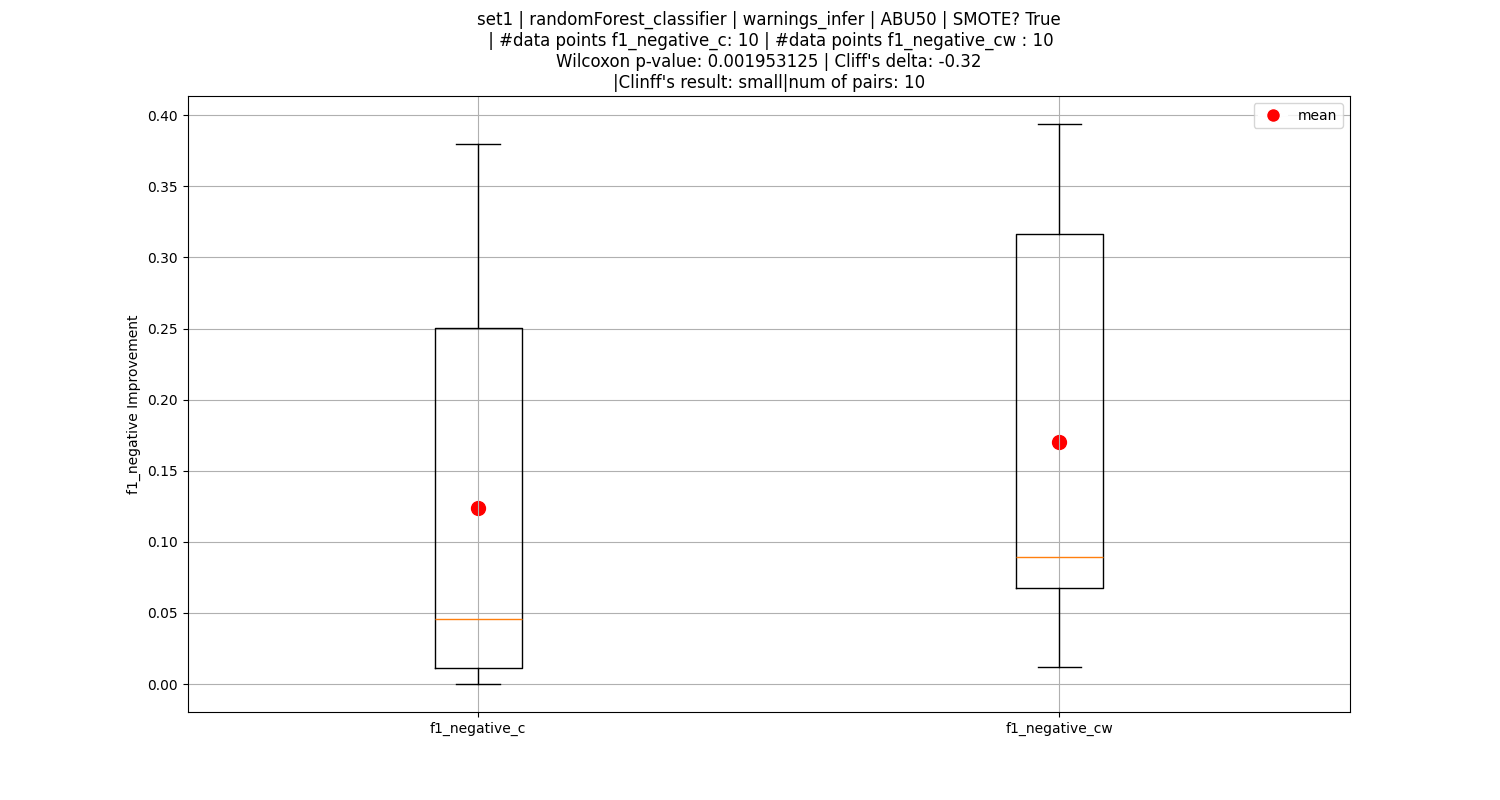 set1 | randomForest_classifier | warnings_infer | ABU50 | SMOTE? True
| #data points f1_negative_c: 10 | #data points f1_negative_cw : 10
Wilcoxon p-value: 0.001953125 | Cliff's delta: -0.32
|Clinff's result: small|num of pairs: 10
mean
0.40
0.35
0.30
0.25
0.20
0.15
0.10
0.05
0.00
f1_negative Improvement
f1_negative_c
f1_negative_cw